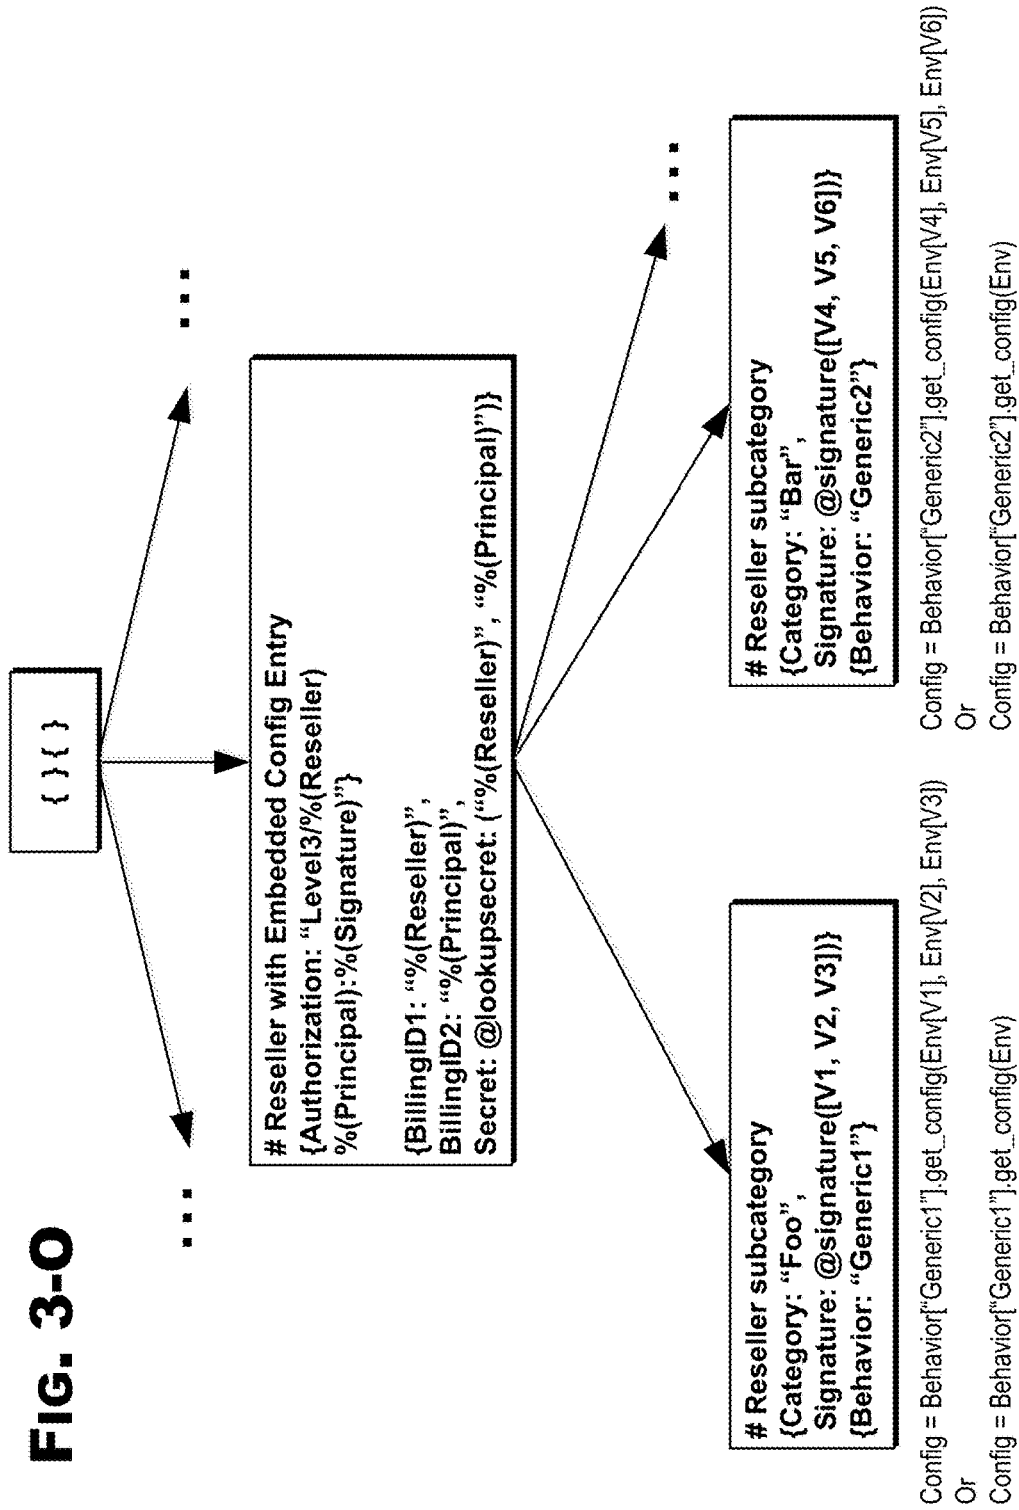 FIG. 3-O
{ }{ }
...
...
# Reseller with Embedded Config Entry
{Authorization: “Level3/%(Reseller)
%(Principal):%(Signature)”}
{BillingID1: “%(Reseller)”,
BillingID2: “%(Principal)”,
Secret: @lookupsecret: (“%(Reseller)”, “%(Principal)”)}
...
# Reseller subcategory
{Category: “Foo”,
Signature: @signature([V1, V2, V3])}
{Behavior: “Generic1”}
Config = Behavior[“Generic1”].get_config(Env[V1], Env[V2], Env[V3])
Or
Config = Behavior[“Generic1”].get_config(Env)
# Reseller subcategory
{Category: “Bar”,
Signature: @signature([V4, V5, V6])}
{Behavior: “Generic2”}
Config = Behavior[“Generic2”].get_config(Env[V4], Env[V5], Env[V6])
Or
Config = Behavior[“Generic2”].get_config(Env)